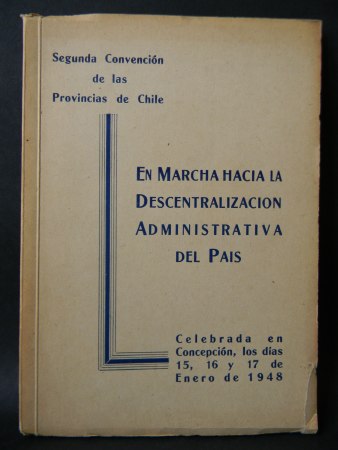 Segunda Convención
de las
Provincias de Chile
EN MARCHA HACIA LA
DESCENTRALIZACION
ADMINISTRATIVA
DEL PAIS
Celebrada en
Concepción, los días
15, 16 y 17 de
Enero de 1948